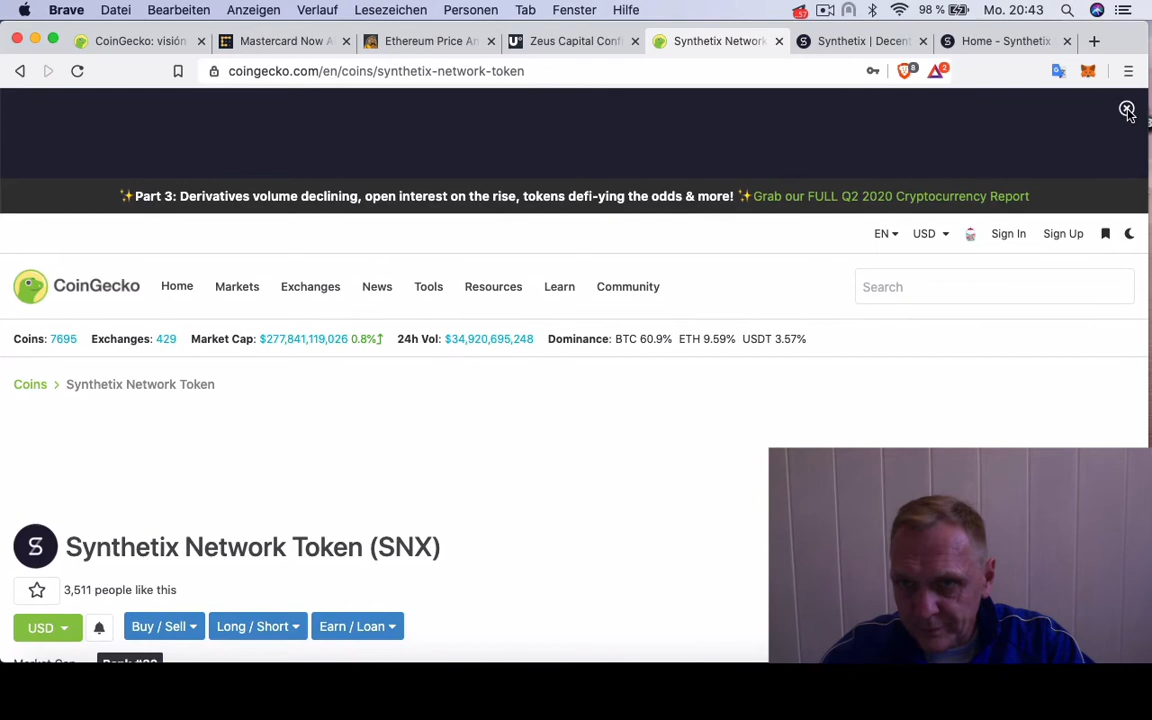 Brave Datei Bearbeiten Anzeigen Verlauf Lesezeichen Personen Tab Fenster Hilfe 98 % Mo. 20:43
CoinGecko: visión Mastercard Now A Ethereum Price An Zeus Capital Conf Synthetix Network Synthetix | Decent Home - Synthetix
coingecko.com/en/coins/synthetix-network-token 8 2
✨Part 3: Derivatives volume declining, open interest on the rise, tokens defi-ying the odds & more! ✨Grab our FULL Q2 2020 Cryptocurrency Report
EN USD Sign In Sign Up
CoinGecko Home Markets Exchanges News Tools Resources Learn Community Search
Coins: 7695 Exchanges: 429 Market Cap: $277,841,119,026 0.8% 24h Vol: $34,920,695,248 Dominance: BTC 60.9% ETH 9.59% USDT 3.57%
Coins > Synthetix Network Token
Synthetix Network Token (SNX)
3,511 people like this
USD Buy / Sell Long / Short Earn / Loan